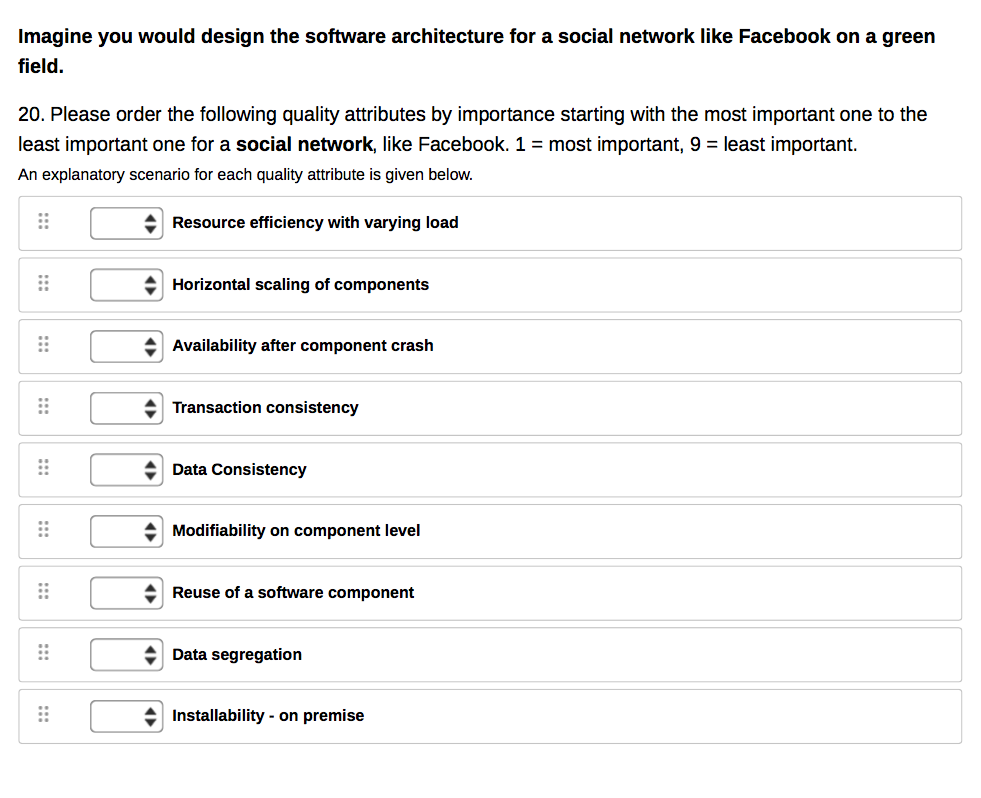 Imagine you would design the software architecture for a social network like Facebook on a green
field.
20. Please order the following quality attributes by importance starting with the most important one to the
least important one for a social network, like Facebook. 1 = most important, 9 = least important.
An explanatory scenario for each quality attribute is given below.
Resource efficiency with varying load
Horizontal scaling of components
Availability after component crash
Transaction consistency
Data Consistency
Modifiability on component level
Reuse of a software component
Data segregation
Installability - on premise